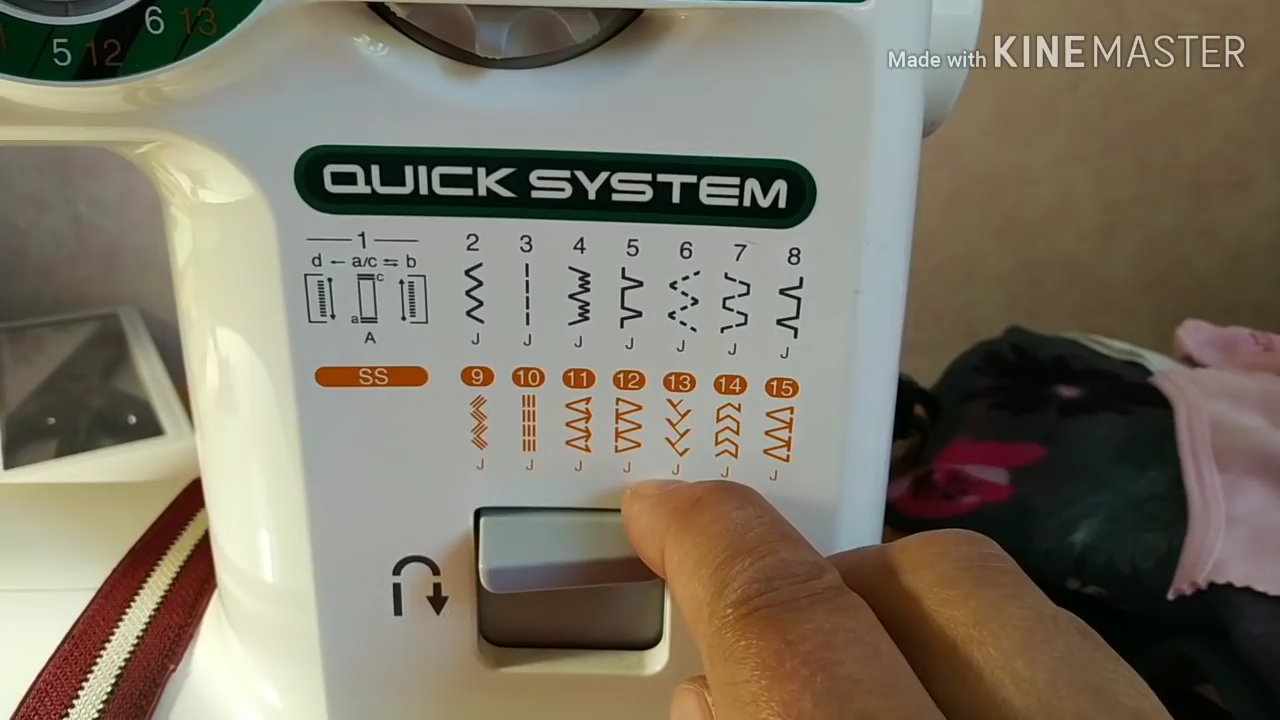 6 13
5 12
Made with KINEMASTER
QUICK SYSTEM
1 2 3 4 5 6 7 8
d ← a/c ⇆ b
c
a
A J J J J J J J
SS 9 10 11 12 13 14 15
J J J J J J J